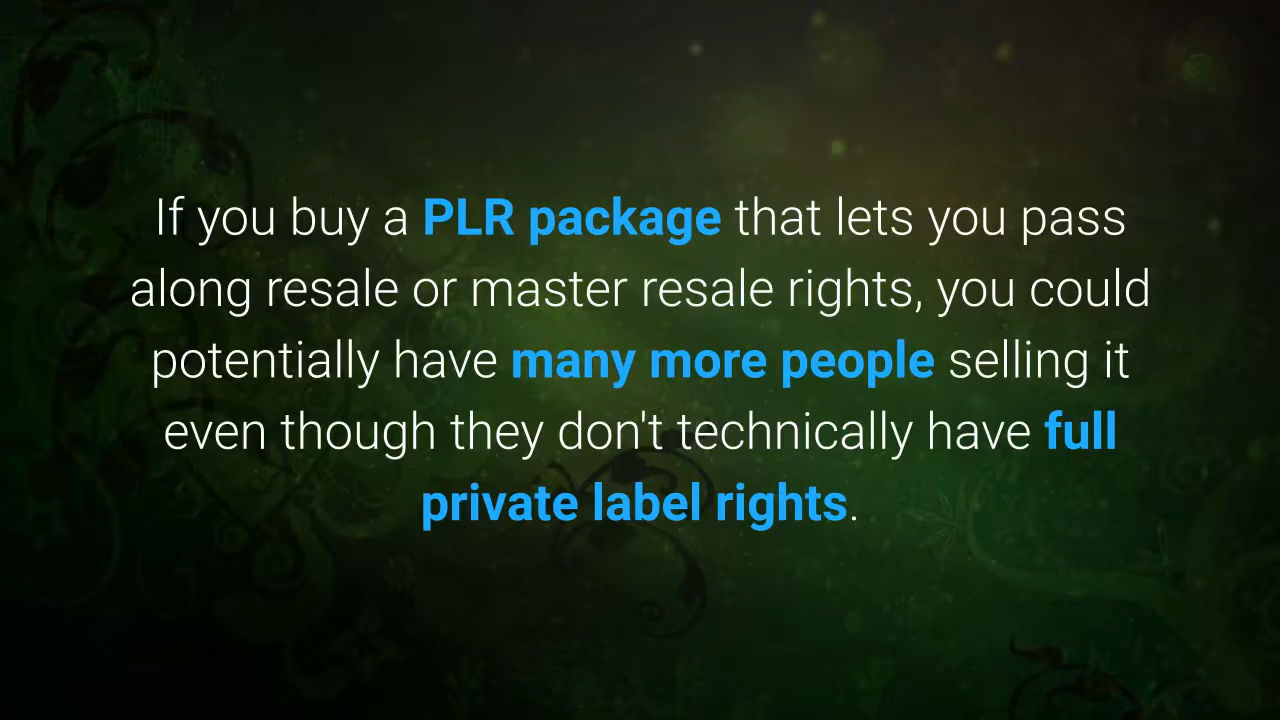 If you buy a PLR package that lets you pass
along resale or master resale rights, you could
potentially have many more people selling it
even though they don't technically have full
private label rights.